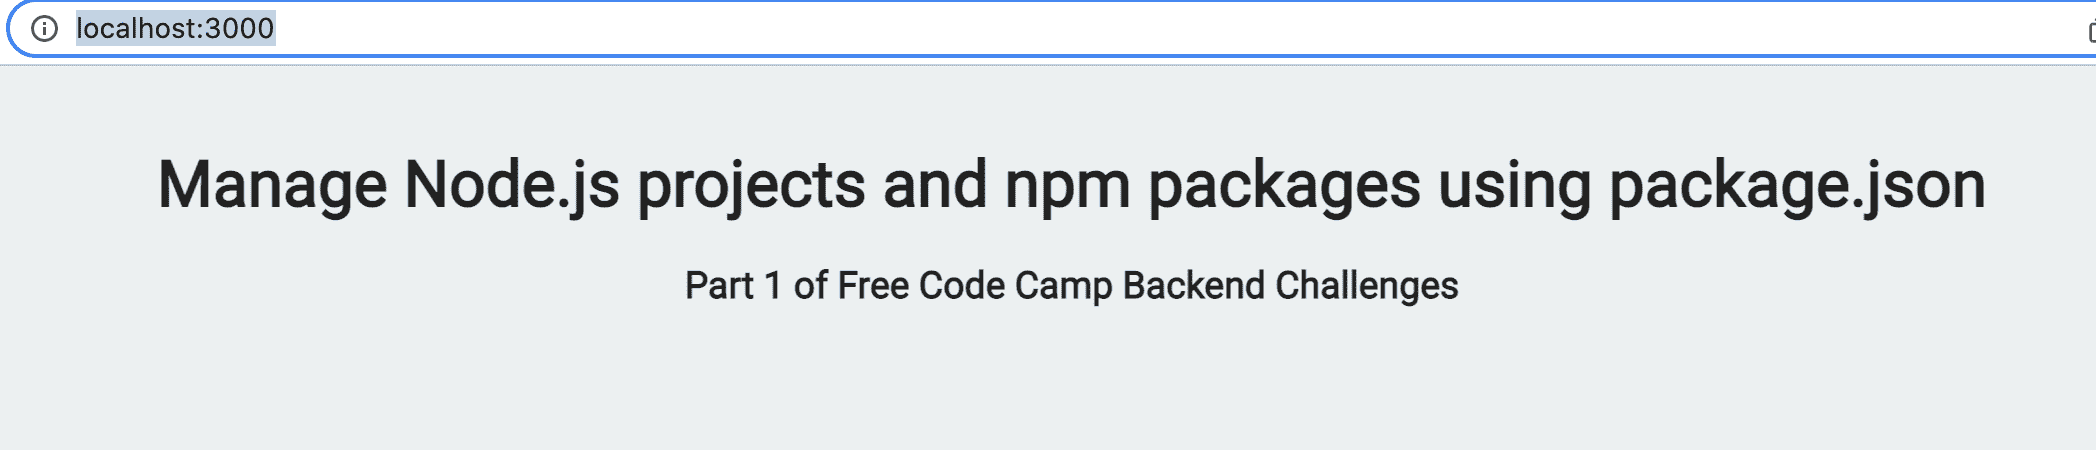 localhost:3000
Manage Node.js projects and npm packages using package.json
Part 1 of Free Code Camp Backend Challenges